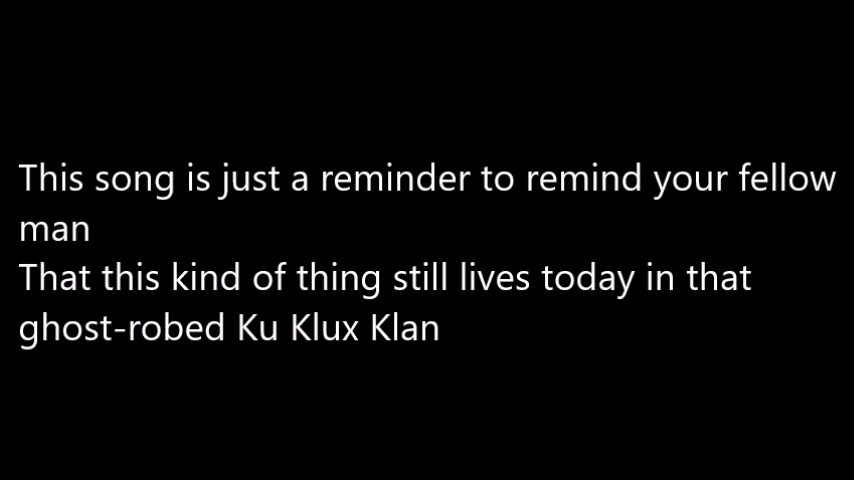 This song is just a reminder to remind your fellow
man
That this kind of thing still lives today in that
ghost-robed Ku Klux Klan